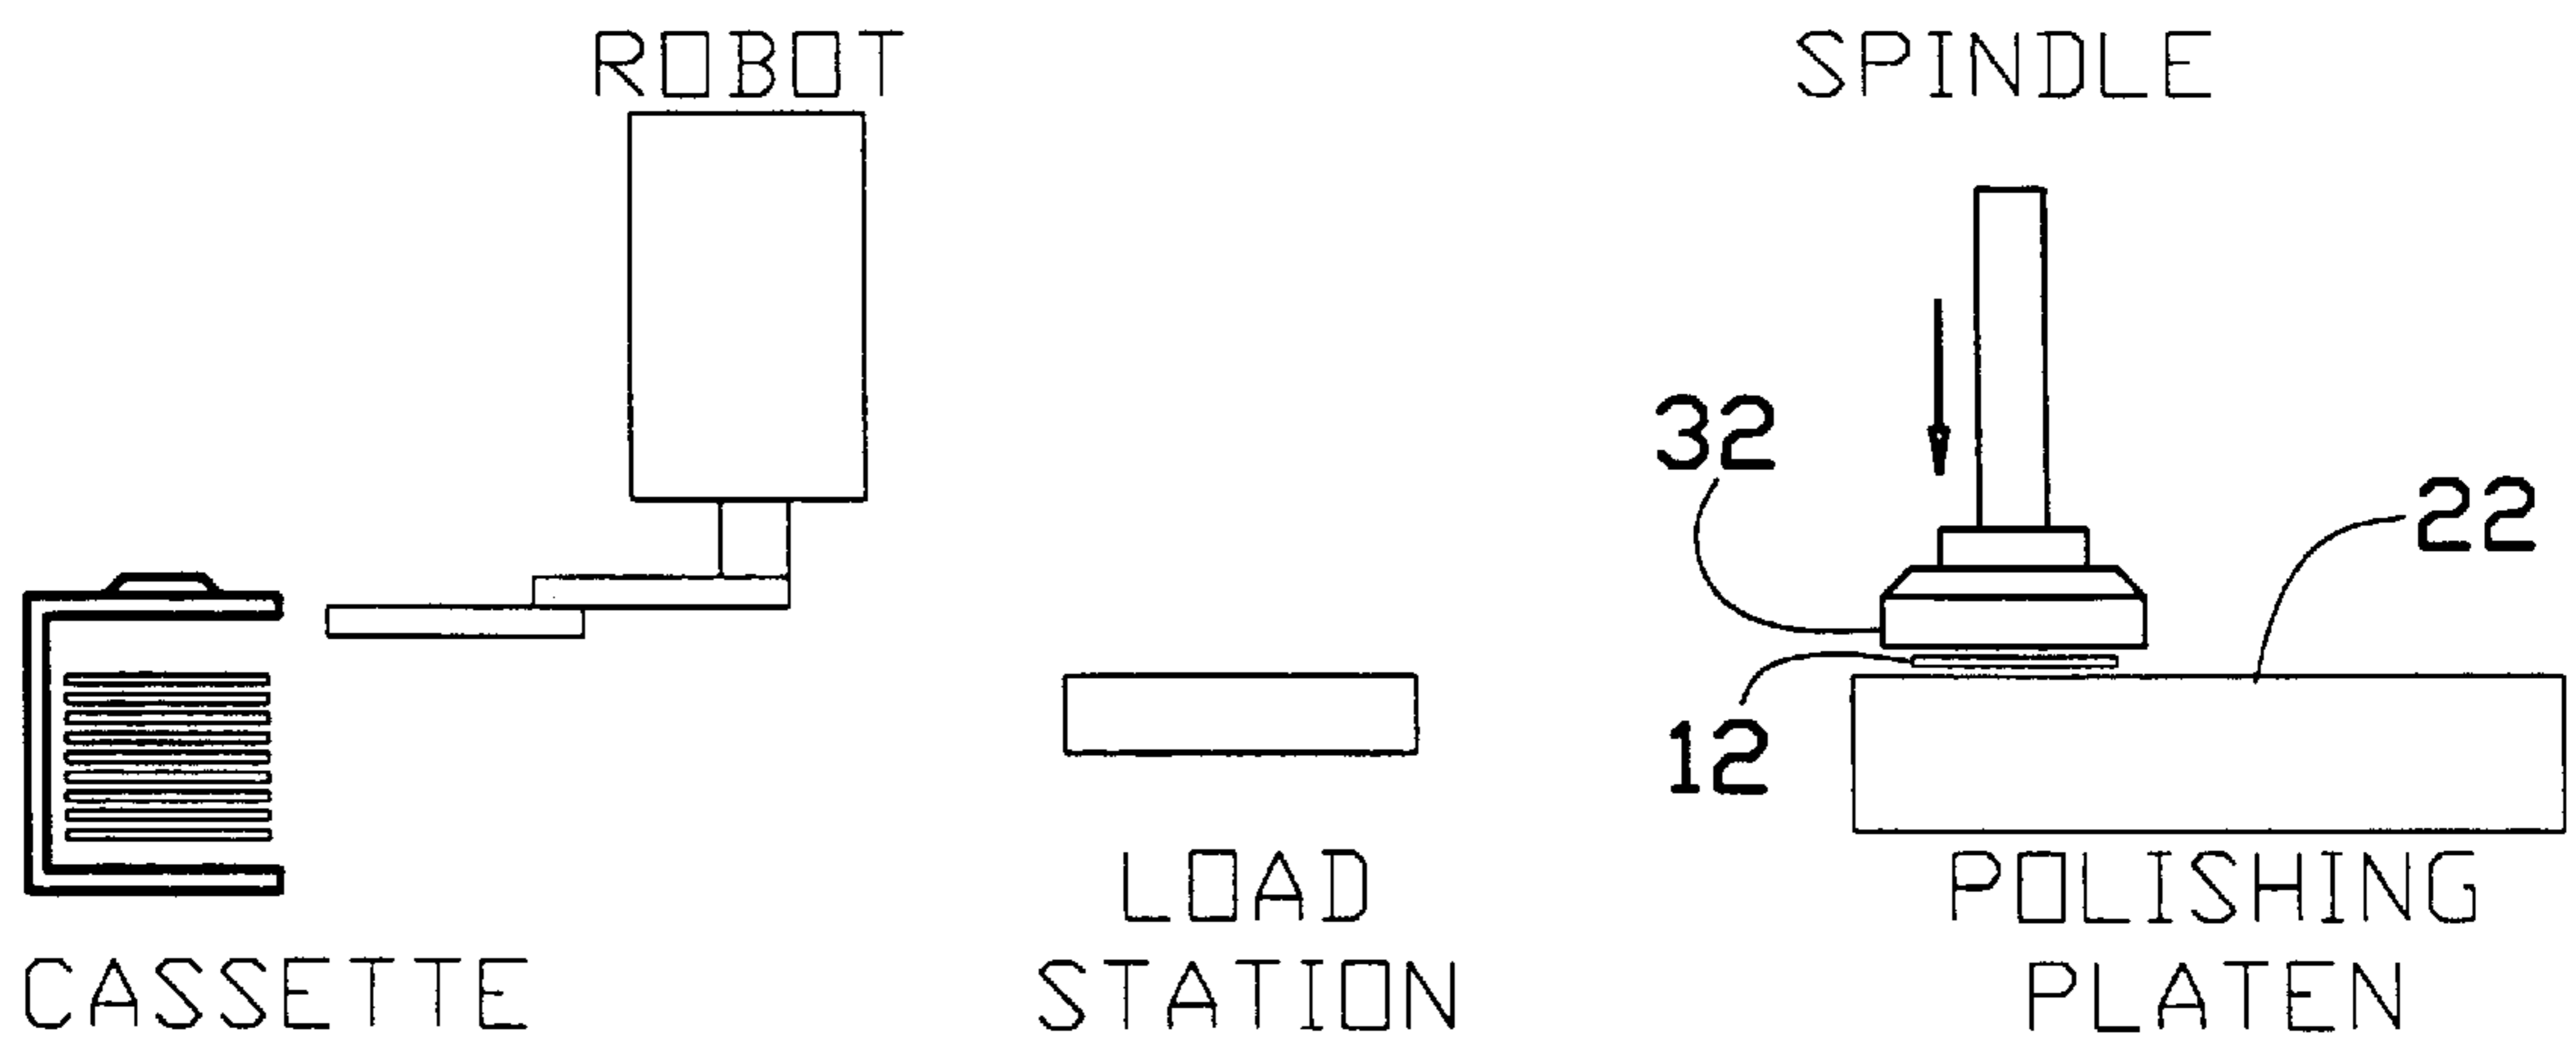 ROBOT
SPINDLE
32
22
12
CASSETTE
LOAD
STATION
POLISHING
PLATEN